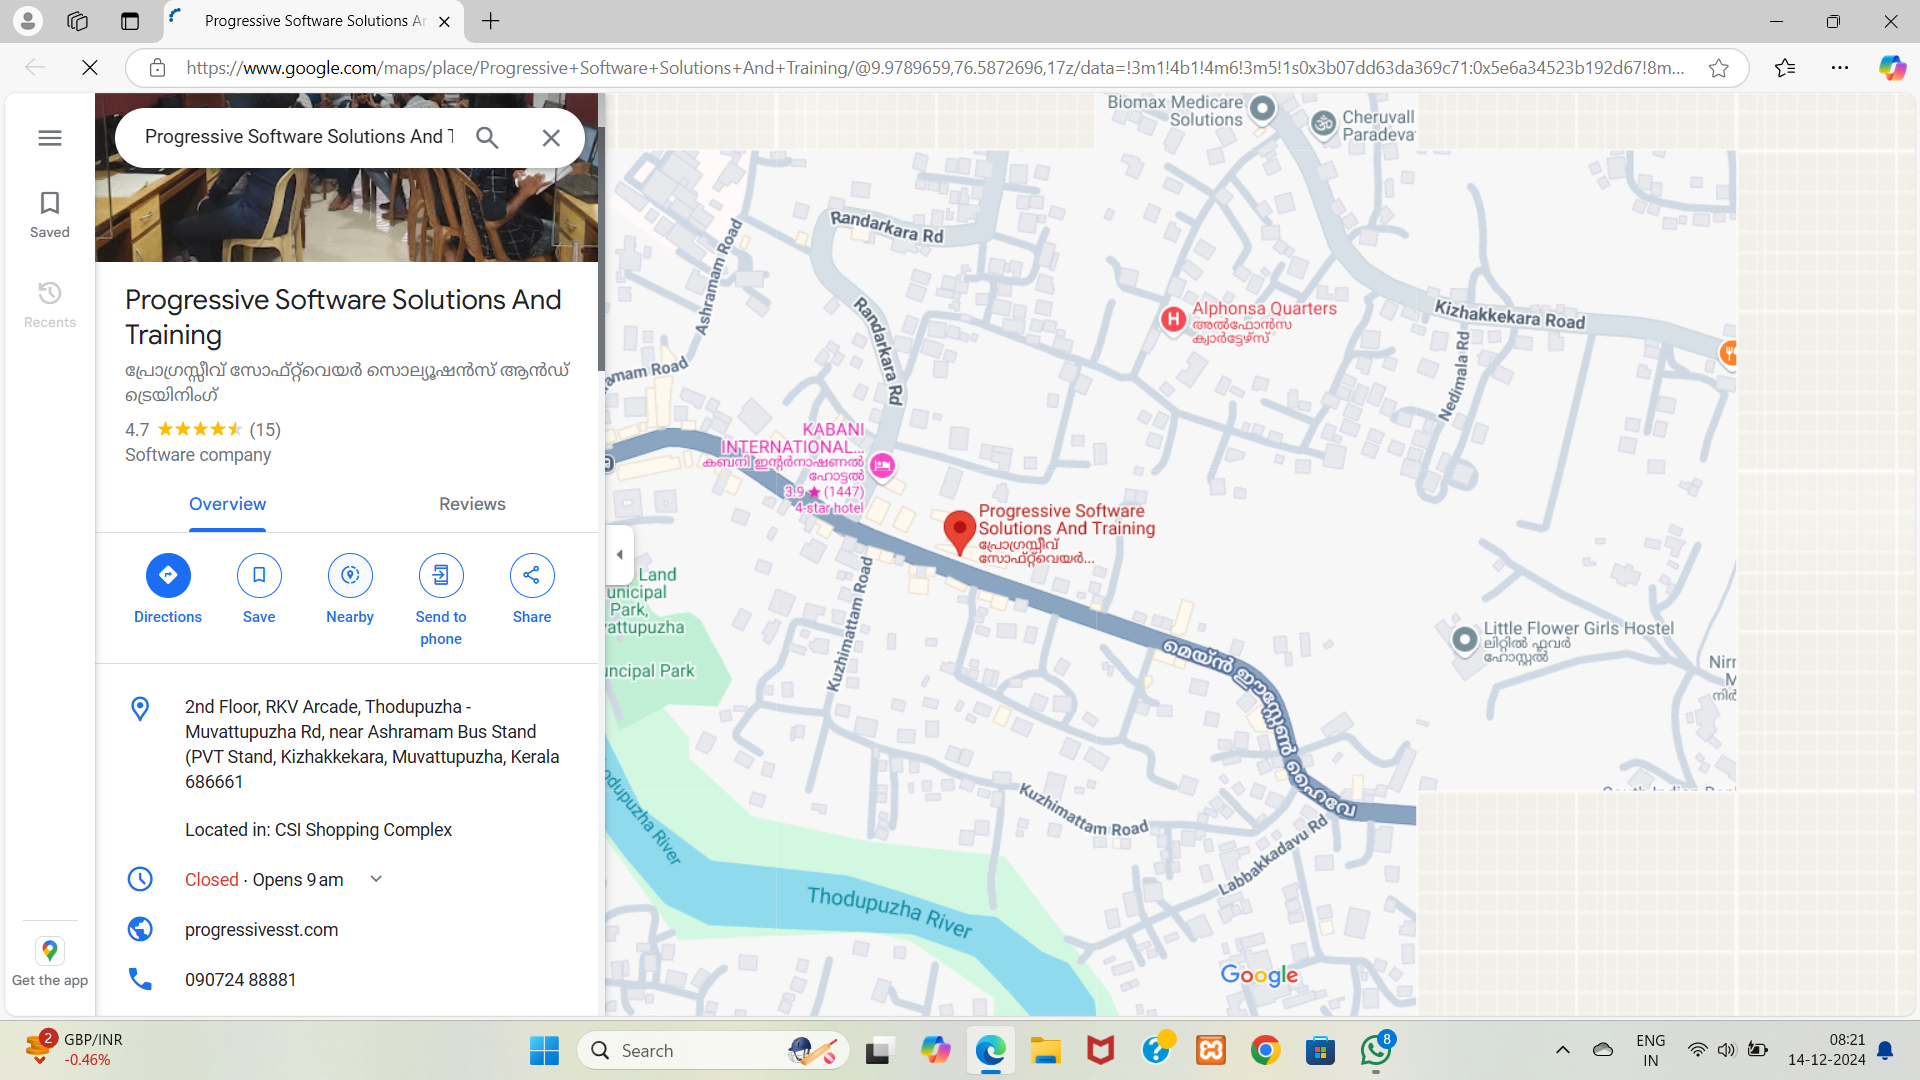 Progressive Software Solutions Ar
https://www.google.com/maps/place/Progressive+Software+Solutions+And+Training/@9.9789659,76.5872696,17z/data=!3m1!4b1!4m6!3m5!1s0x3b07dd63da369c71:0x5e6a34523b192d67!8m...
Progressive Software Solutions And T
Saved
Recents
Progressive Software Solutions And
Training
പ്രോഗ്രസ്സീവ് സോഫ്റ്റ്‌വെയർ സൊല്യൂഷൻസ് ആൻഡ്
ട്രെയിനിംഗ്
4.7 (15)
Software company
Overview Reviews
Directions Save Nearby Send to
phone Share
2nd Floor, RKV Arcade, Thodupuzha -
Muvattupuzha Rd, near Ashramam Bus Stand
(PVT Stand, Kizhakkekara, Muvattupuzha, Kerala
686661
Located in: CSI Shopping Complex
Closed · Opens 9 am
progressivesst.com
090724 88881
Get the app
Biomax Medicare
Solutions
Cheruvall
Paradeva
Randarkara Rd
Ashramam Road
Randarkara Rd
Alphonsa Quarters
അൽഫോൻസ
ക്വാർട്ടേഴ്സ്
Kizhakkekara Road
Nedimala Rd
amam Road
KABANI
INTERNATIONAL...
കബനി ഇന്റർനാഷണൽ
ഹോട്ടൽ
3.9 ★ (1447)
4-star hotel
Progressive Software
Solutions And Training
പ്രോഗ്രസ്സീവ്
സോഫ്റ്റ്‌വെയർ...
Land
unicipal
Park,
vattupuzha
uncipal Park
Kuzhimattam Road
മെയ്ൻ ഈസ്റ്റേൺ ഹൈവേ
Little Flower Girls Hostel
ലിറ്റിൽ ഫ്ലവർ
ഹോസ്റ്റൽ
Nirr
M
നിർ
Kuzhimattam Road
Labbakkadavu Rd
odupuzha River
Thodupuzha River
Google
2
GBP/INR
-0.46%
Search
8
ENG
IN
08:21
14-12-2024